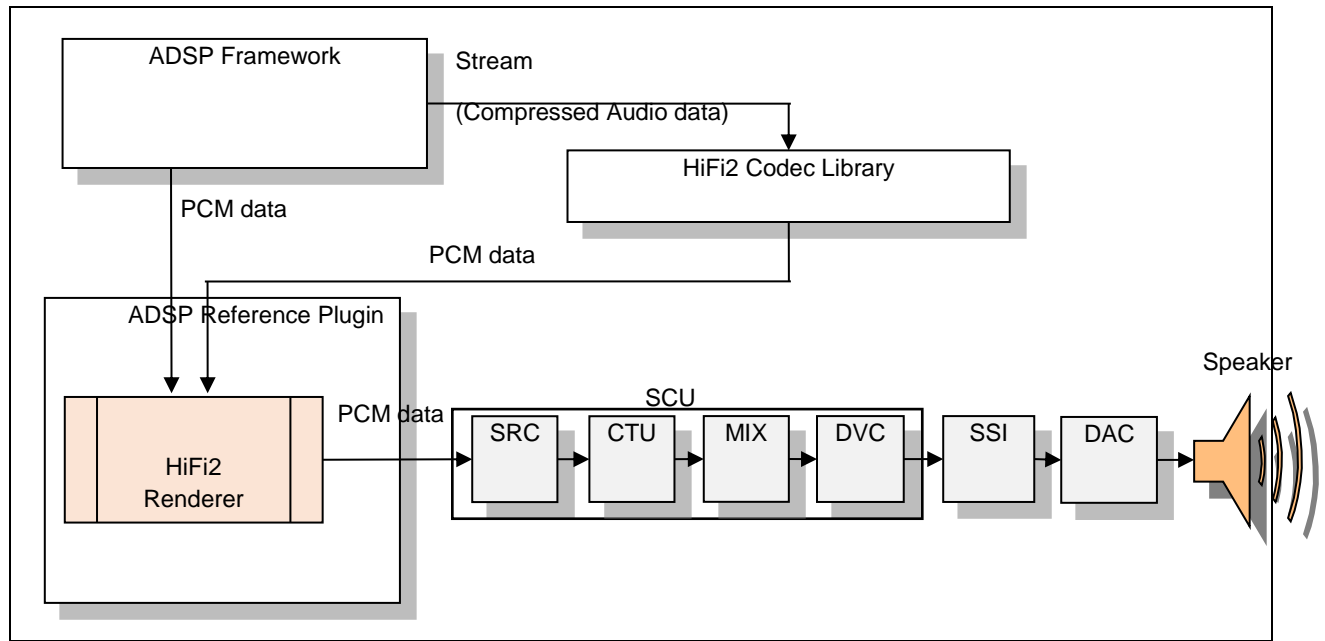 ADSP Framework
Stream
(Compressed Audio data)
HiFi2 Codec Library
PCM data
PCM data
ADSP Reference Plugin
Speaker
PCM data
SCU
SRC
CTU
MIX
DVC
SSI
DAC
HiFi2
Renderer